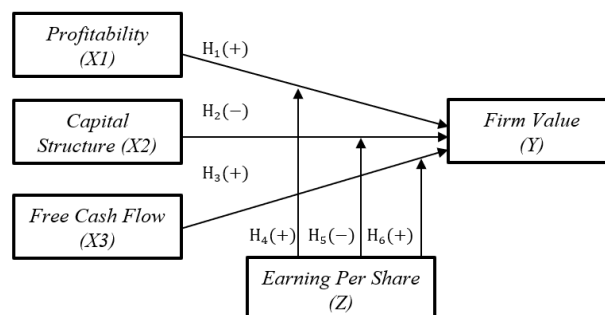 Profitability
(X1)
H₁(+)
H₂(−)
Capital
Structure (X2)
Firm Value
(Y)
H₃(+)
Free Cash Flow
(X3)
H₄(+) H₅(−) H₆(+)
Earning Per Share
(Z)